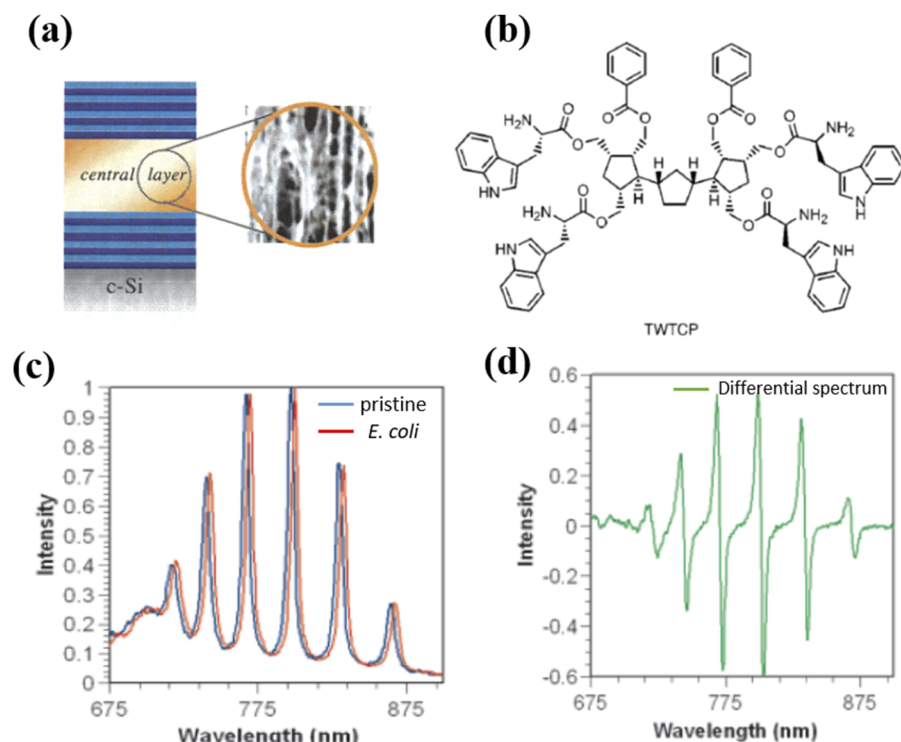 (a)
central layer
c-Si
(b)
O
O
O
O
H2N
O
O
O
O
NH2
NH
H
H
H
H
N
H
H2N
O
O
O
O
NH2
HN
NH
TWTCP
(c)
1
0.9
0.8
0.7
0.6
0.5
0.4
0.3
0.2
0.1
0
Intensity
pristine
E. coli
675
775
875
Wavelength (nm)
(d)
0.6
0.4
0.2
0
-0.2
-0.4
-0.6
Intensity
Differential spectrum
675
775
875
Wavelength (nm)